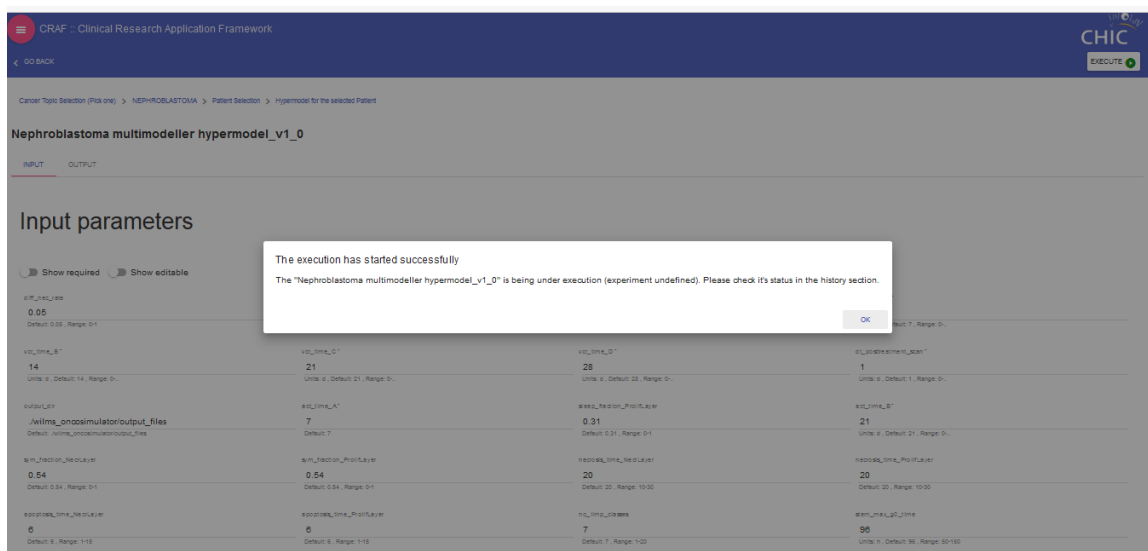 CRAF :: Clinical Research Application Framework
CHIC
GO BACK
EXECUTE
Cancer Topic Selection (Pick one) > NEPHROBLASTOMA > Patient Selection > Hypermodel for the selected Patient
Nephroblastoma multimodeller hypermodel_v1_0
INPUT OUTPUT
Input parameters
The execution has started successfully
The "Nephroblastoma multimodeller hypermodel_v1_0" is being under execution (experiment undefined). Please check it's status in the history section.
OK
Show required Show editable
diff_nec_rate
0.05
Default: 0.05 , Range: 0-1
Default: 7 , Range: 0-..
vcr_time_B * vcr_time_C * vcr_time_D * dt_posttreatment_scan *
14 21 28 1
Units: d , Default: 14 , Range: 0-.. Units: d , Default: 21 , Range: 0-.. Units: d , Default: 28 , Range: 0-.. Units: d , Default: 1 , Range: 0-..
output_dir act_time_A * sleep_fraction_ProlifLayer act_time_B *
./wilms_oncosimulator/output_files 7 0.31 21
Default: ./wilms_oncosimulator/output_files Default: 7 Default: 0.31 , Range: 0-1 Units: d , Default: 21 , Range: 0-..
sym_fraction_NecrLayer sym_fraction_ProlifLayer necrosis_time_NecrLayer necrosis_time_ProlifLayer
0.54 0.54 20 20
Default: 0.54 , Range: 0-1 Default: 0.54 , Range: 0-1 Default: 20 , Range: 10-30 Default: 20 , Range: 10-30
apoptosis_time_NecrLayer apoptosis_time_ProlifLayer no_limp_classes stem_max_g0_time
6 6 7 96
Default: 6 , Range: 1-15 Default: 6 , Range: 1-15 Default: 7 , Range: 1-20 Units: h , Default: 96 , Range: 50-150